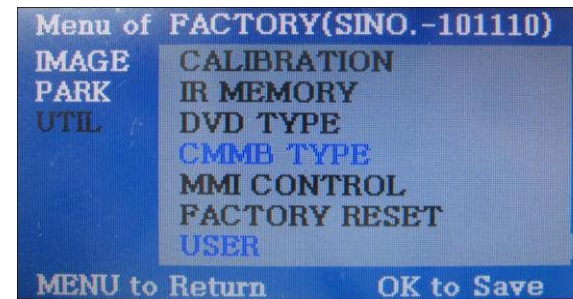 Menu of FACTORY(SINO.-101110)
IMAGE
PARK
UTIL
CALIBRATION
IR MEMORY
DVD TYPE
CMMB TYPE
MMI CONTROL
FACTORY RESET
USER
MENU to Return OK to Save